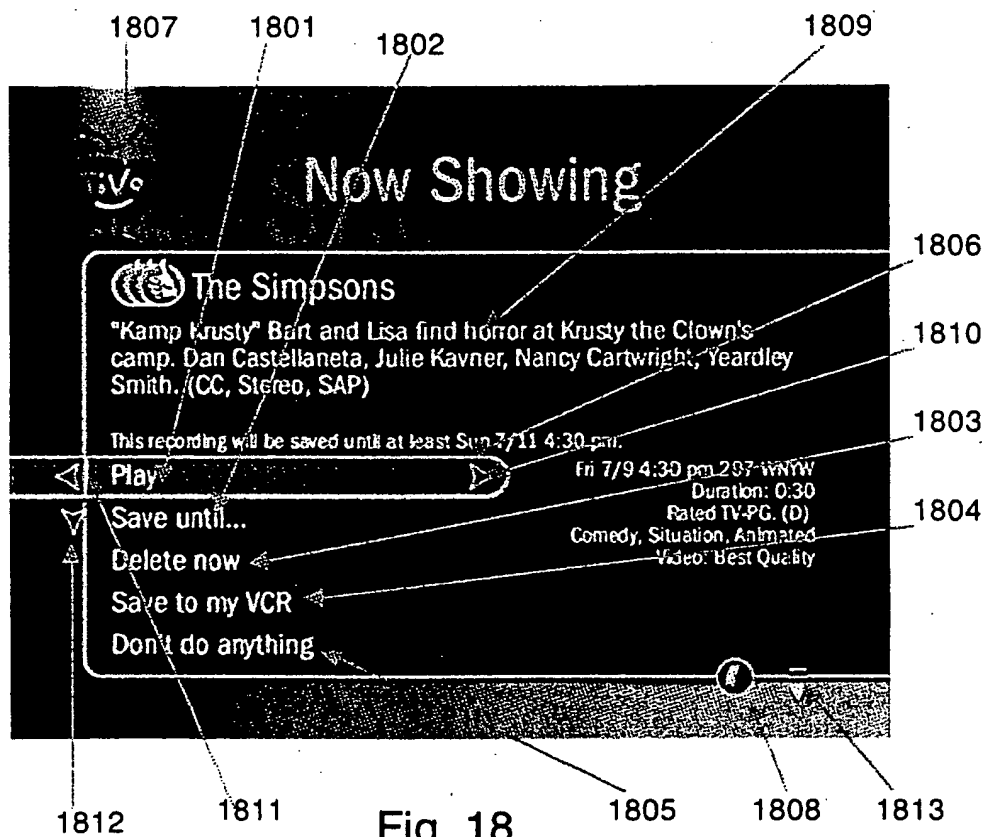 1807 1801 1802 1809
Now Showing
The Simpsons
1806
"Kamp Krusty" Bart and Lisa find horror at Krusty the Clown's
camp. Dan Castellaneta, Julie Kavner, Nancy Cartwright, Yeardley
Smith. (CC, Stereo, SAP)
1810
1803
This recording will be saved until at least Sun 7/11 4:30 pm.
Play
Fri 7/9 4:30 pm 287 WNYW
Duration: 0:30
1804
Save until...
Rated TV-PG. (D)
Comedy, Situation, Animated
Delete now
Video: Best Quality
Save to my VCR
Don't do anything
1812 1811 1805 1808 1813
Fig. 18